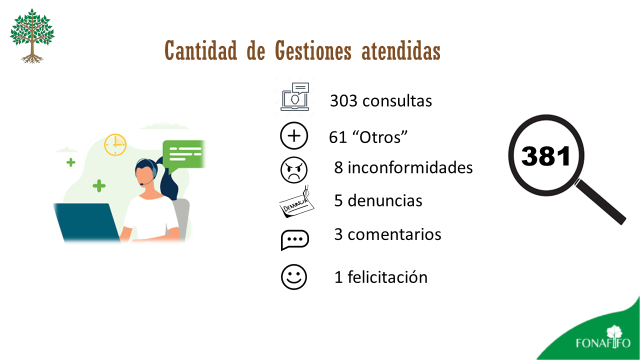 Cantidad de Gestiones atendidas
303 consultas
61 “Otros”
8 inconformidades
5 denuncias
3 comentarios
1 felicitación
381
FONAFIFO